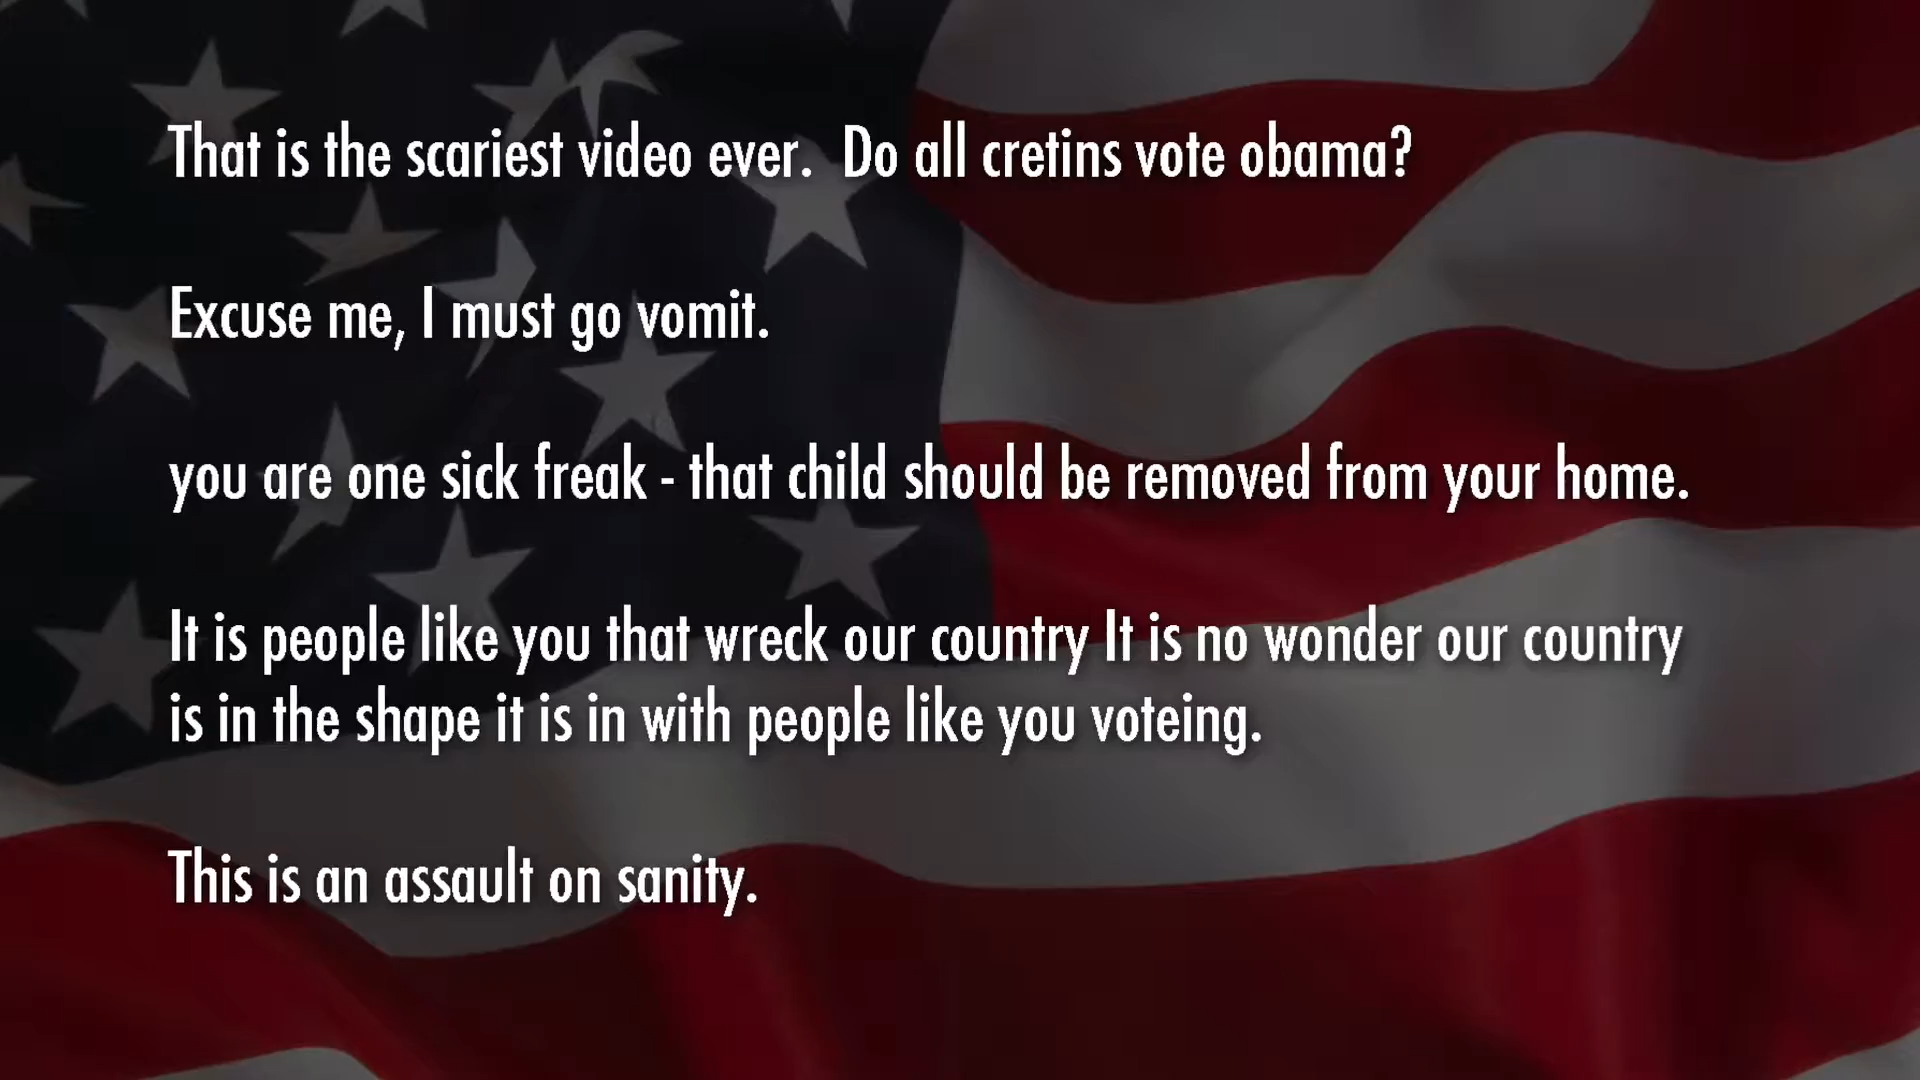 That is the scariest video ever.  Do all cretins vote obama?
Excuse me, I must go vomit.
you are one sick freak - that child should be removed from your home.
It is people like you that wreck our country It is no wonder our country
is in the shape it is in with people like you voteing.
This is an assault on sanity.